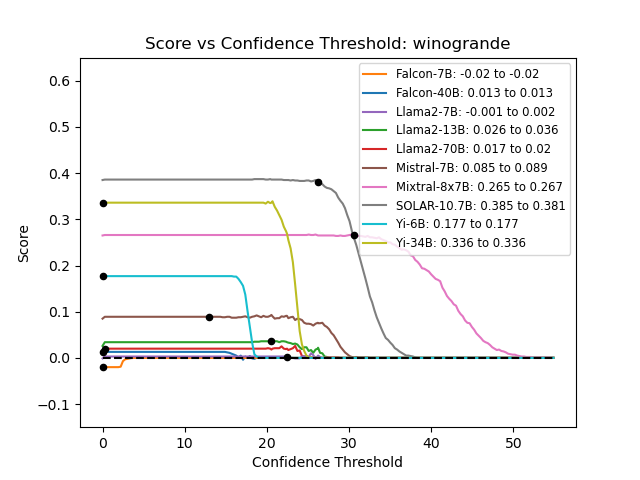 Score vs Confidence Threshold: winogrande
Falcon-7B: -0.02 to -0.02
Falcon-40B: 0.013 to 0.013
Llama2-7B: -0.001 to 0.002
Llama2-13B: 0.026 to 0.036
Llama2-70B: 0.017 to 0.02
Mistral-7B: 0.085 to 0.089
Mixtral-8x7B: 0.265 to 0.267
SOLAR-10.7B: 0.385 to 0.381
Yi-6B: 0.177 to 0.177
Yi-34B: 0.336 to 0.336
0.6
0.5
0.4
0.3
0.2
0.1
0.0
−0.1
Score
0 10 20 30 40 50
Confidence Threshold